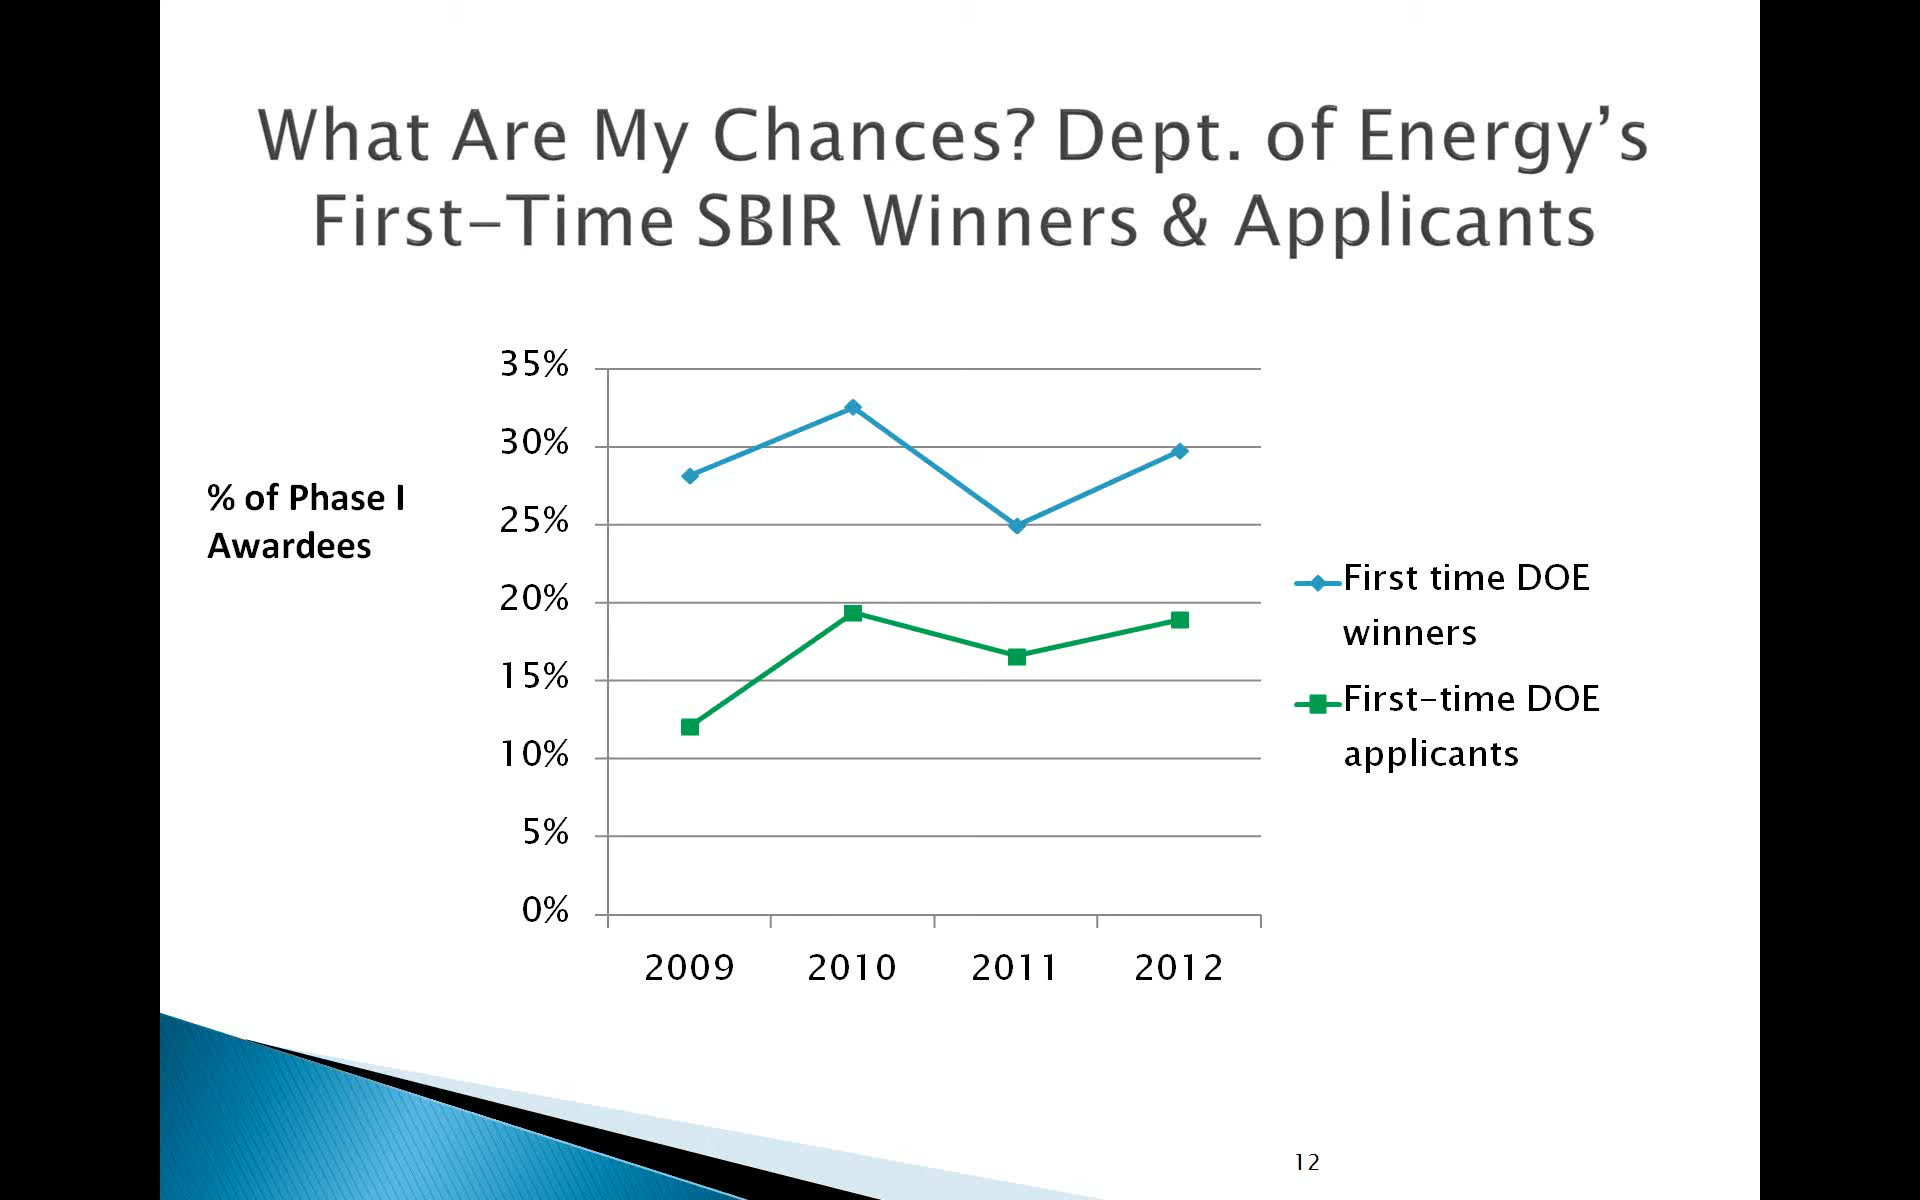 What Are My Chances? Dept. of Energy’s
First-Time SBIR Winners & Applicants
% of Phase I
Awardees
35%
30%
25%
20%
15%
10%
5%
0%
2009 2010 2011 2012
First time DOE
winners
First-time DOE
applicants
12